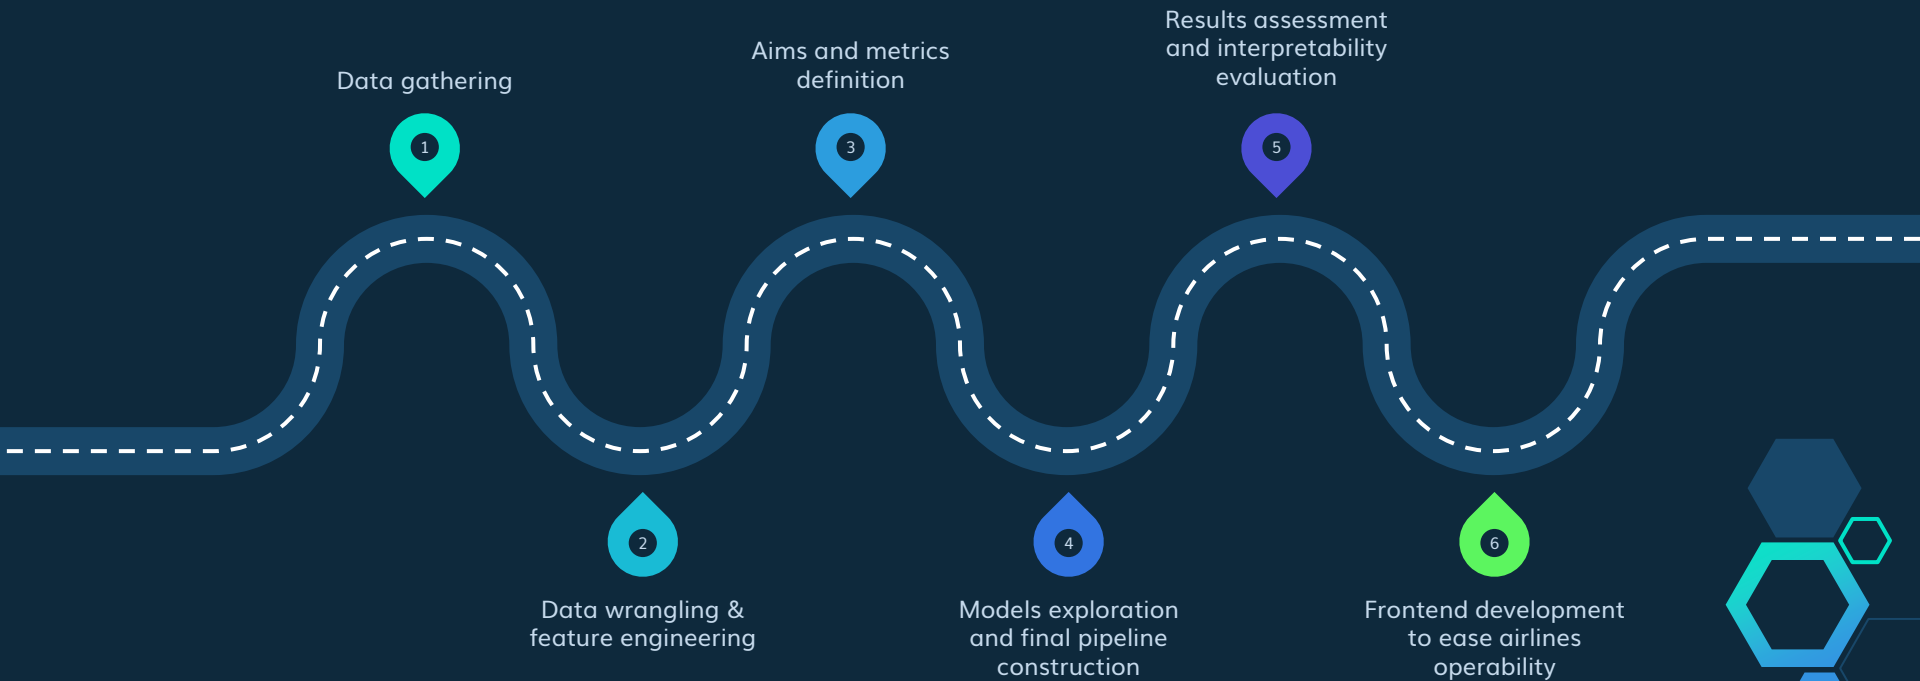 Data gathering
1
Data wrangling &
feature engineering
2
Aims and metrics
definition
3
Models exploration
and final pipeline
construction
4
Results assessment
and interpretability
evaluation
5
Frontend development
to ease airlines
operability
6